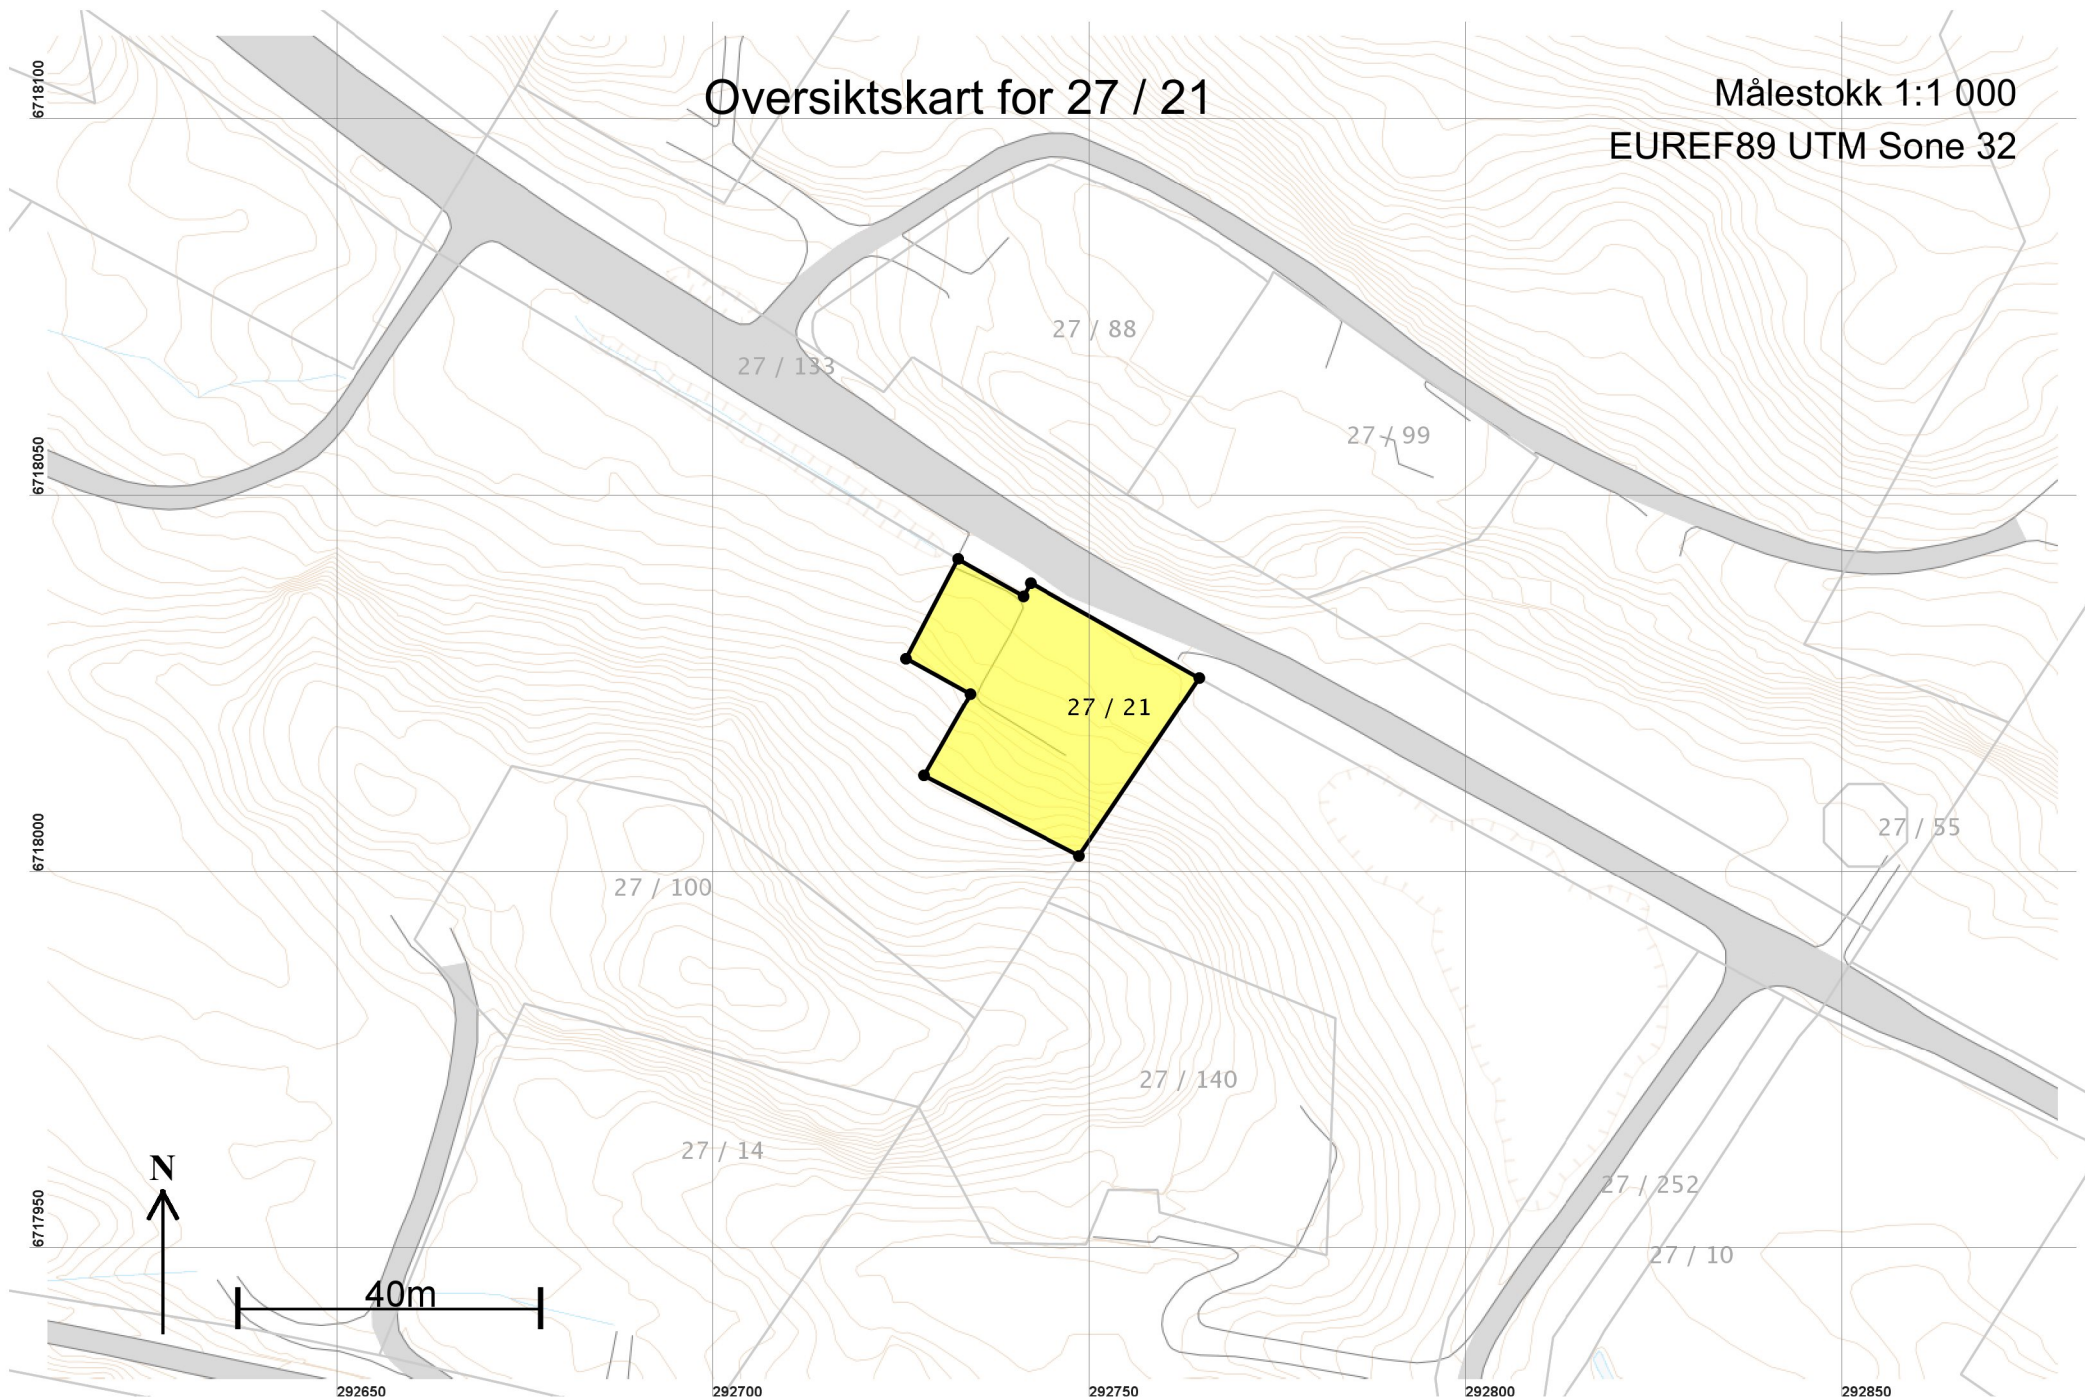 Oversiktskart for 27 / 21
Målestokk 1:1 000
EUREF89 UTM Sone 32
6718100
27 / 88
27 / 133
27 / 99
6718050
27 / 21
27 / 55
6718000
27 / 100
27 / 140
27 / 14
N
27 / 252
6717950
27 / 10
40m
292650
292700
292750
292800
292850